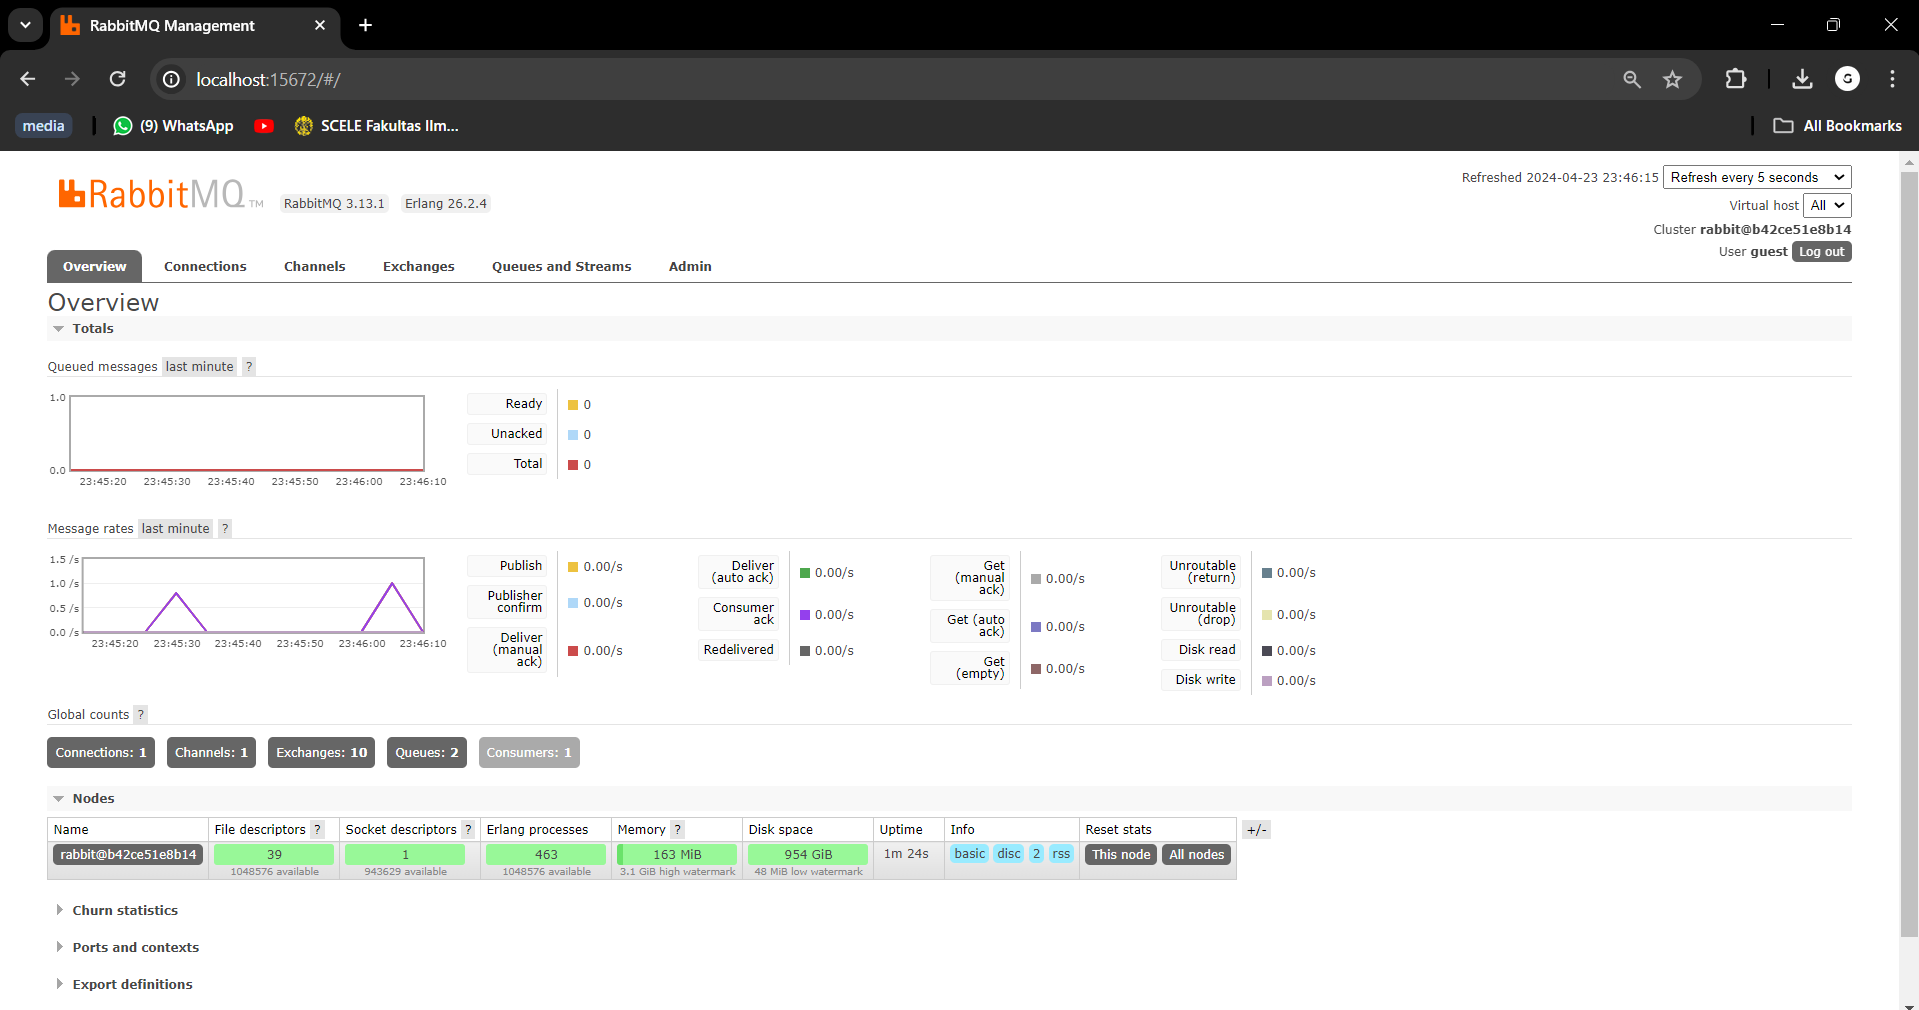 RabbitMQ Management
localhost:15672/#/
media
(9) WhatsApp
SCELE Fakultas Ilm...
All Bookmarks
RabbitMQ TM
RabbitMQ 3.13.1
Erlang 26.2.4
Refreshed 2024-04-23 23:46:15 Refresh every 5 seconds
Virtual host All
Cluster rabbit@b42ce51e8b14
User guest Log out
Overview Connections Channels Exchanges Queues and Streams Admin
Overview
Totals
Queued messages last minute ?
1.0
0.0
23:45:20 23:45:30 23:45:40 23:45:50 23:46:00 23:46:10
Ready 0
Unacked 0
Total 0
Message rates last minute ?
1.5 /s
1.0 /s
0.5 /s
0.0 /s
23:45:20 23:45:30 23:45:40 23:45:50 23:46:00 23:46:10
Publish 0.00/s
Publisher
confirm 0.00/s
Deliver
(manual
ack) 0.00/s
Deliver
(auto ack) 0.00/s
Consumer
ack 0.00/s
Redelivered 0.00/s
Get
(manual
ack) 0.00/s
Get (auto
ack) 0.00/s
Get
(empty) 0.00/s
Unroutable
(return) 0.00/s
Unroutable
(drop) 0.00/s
Disk read 0.00/s
Disk write 0.00/s
Global counts ?
Connections: 1 Channels: 1 Exchanges: 10 Queues: 2 Consumers: 1
Nodes
Name File descriptors ? Socket descriptors ? Erlang processes Memory ? Disk space Uptime Info Reset stats +/-
rabbit@b42ce51e8b14 39 1 463 163 MiB 954 GiB 1m 24s basic disc 2 rss This node All nodes
1048576 available 943629 available 1048576 available 3.1 GiB high watermark 48 MiB low watermark
Churn statistics
Ports and contexts
Export definitions